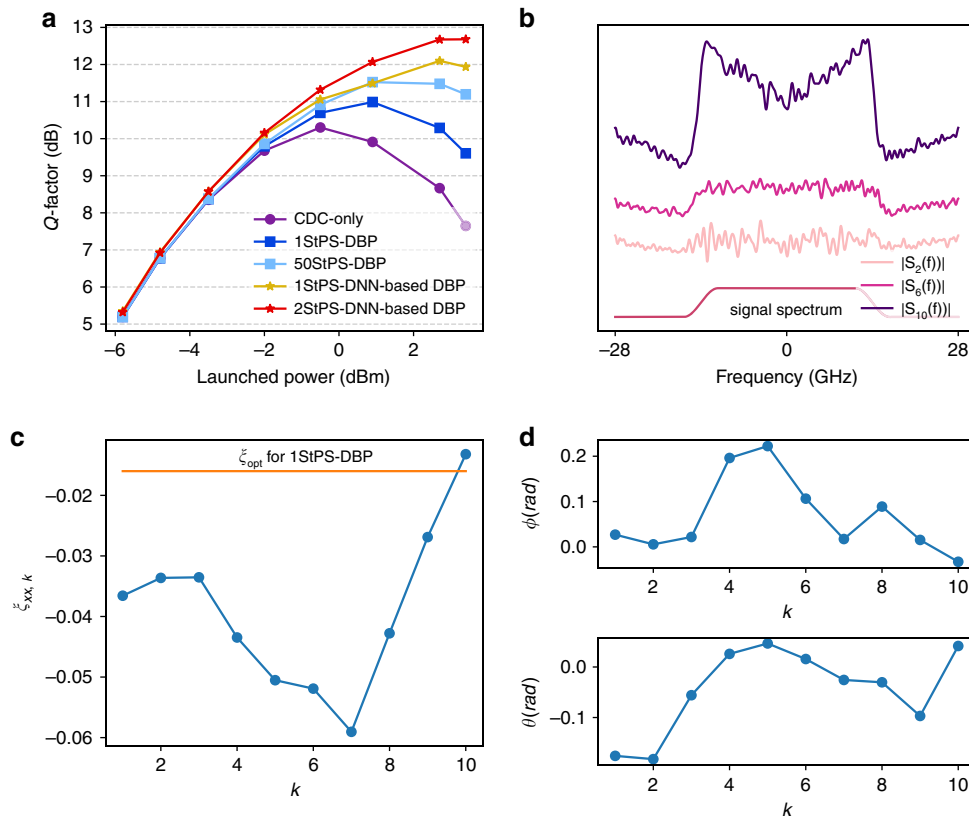 a
13
12
11
10
9
8
7
6
5
Q-factor (dB)
CDC-only
1StPS-DBP
50StPS-DBP
1StPS-DNN-based DBP
2StPS-DNN-based DBP
−6
−4
−2
0
2
Launched power (dBm)
b
|S2(f))|
|S6(f))|
|S10(f))|
signal spectrum
−28
0
28
Frequency (GHz)
c
ξopt for 1StPS-DBP
−0.02
−0.03
−0.04
−0.05
−0.06
ξxx, k
2
4
6
8
10
k
d
0.2
0.1
0.0
ϕ(rad)
2
4
6
8
10
k
0.0
−0.1
θ(rad)
2
4
6
8
10
k